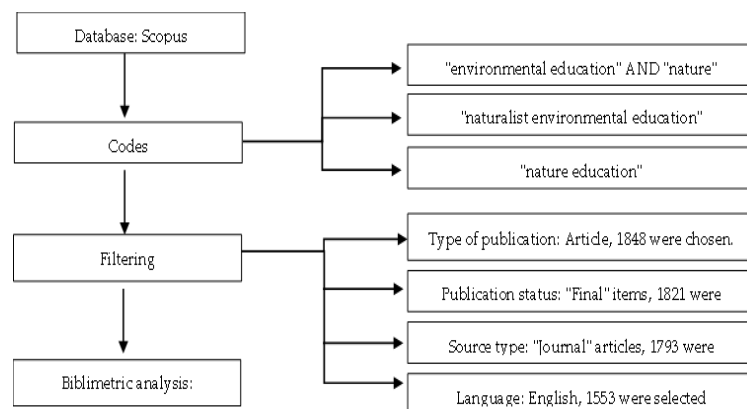 Database: Scopus
Codes
"environmental education" AND "nature"
"naturalist environmental education"
"nature education"
Filtering
Type of publication: Article, 1848 were chosen.
Publication status: "Final" items, 1821 were
Source type: "Journal" articles, 1793 were
Language: English, 1553 were selected
Biblimetric analysis: